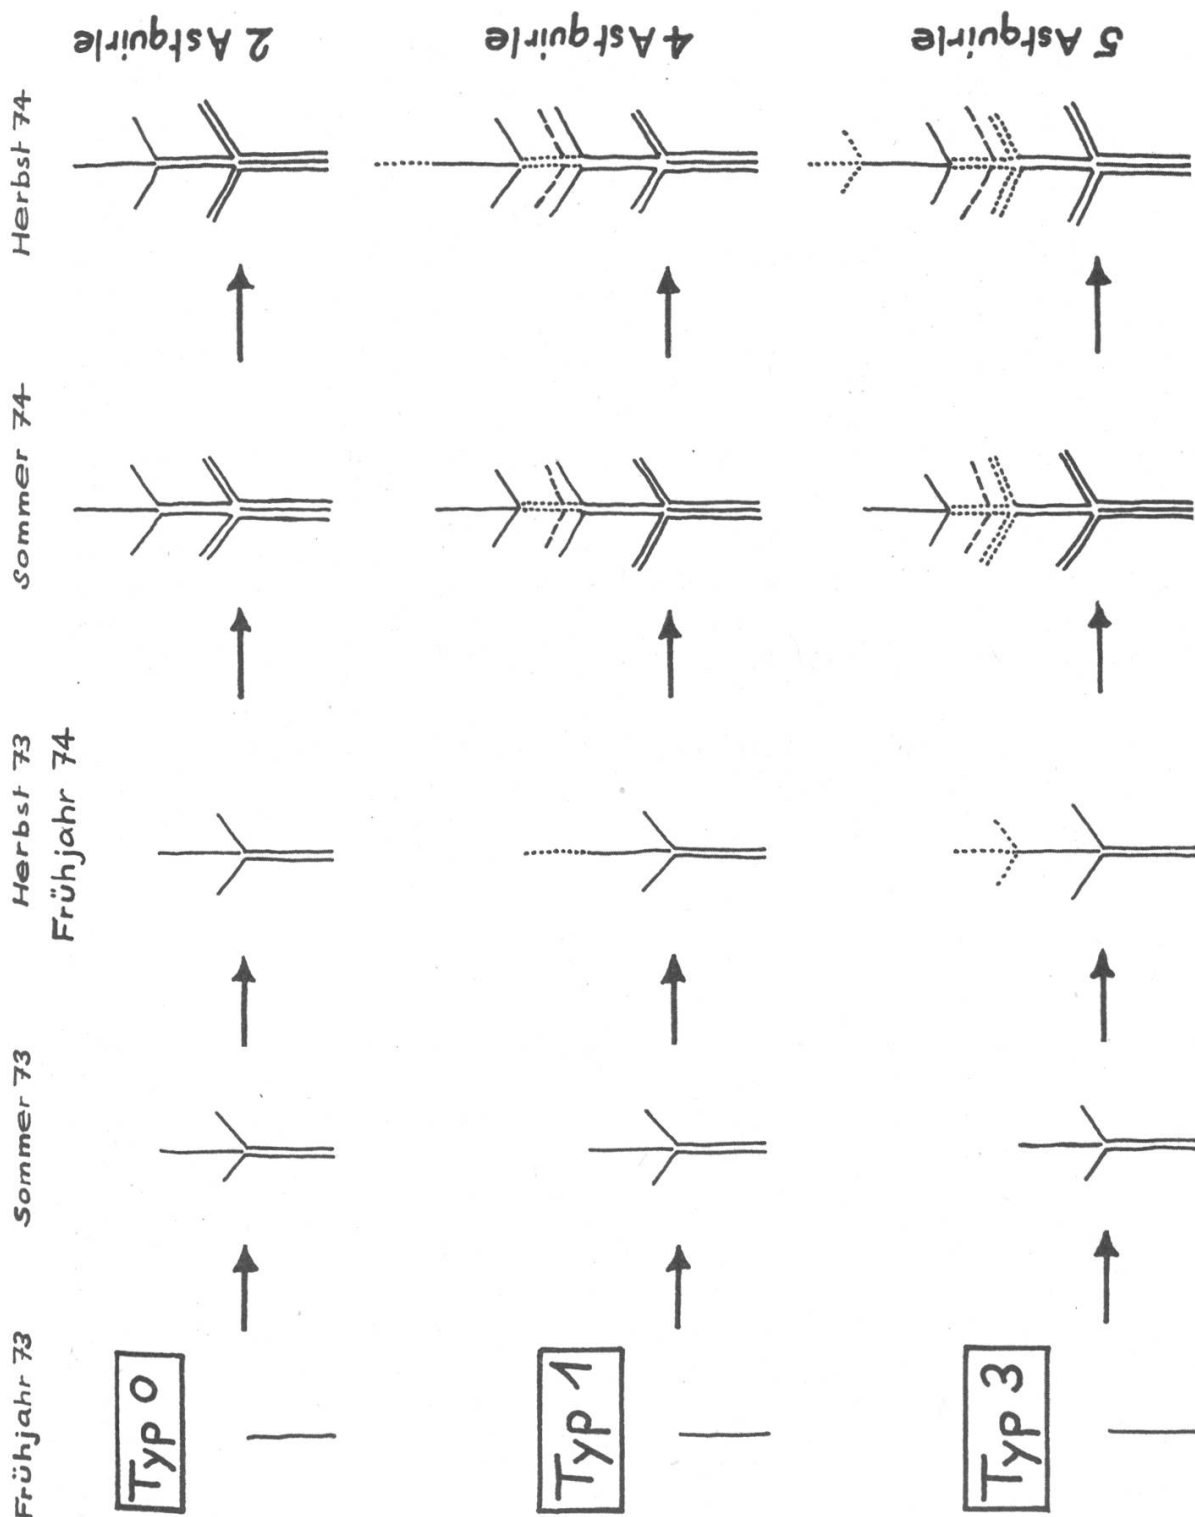 Frühjahr 73
Sommer 73
Herbst 73
Frühjahr 74
Sommer 74
Herbst 74
Typ 0
2 Astquirle
Typ 1
4 Astquirle
Typ 3
5 Astquirle